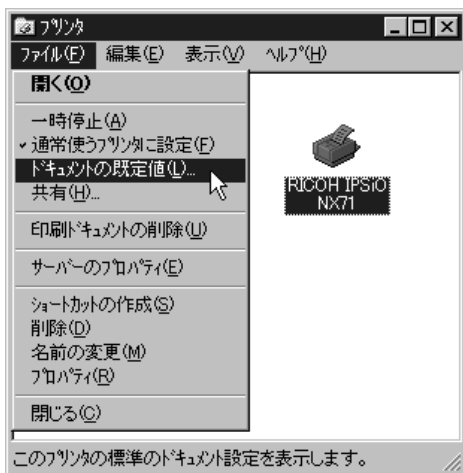 プリンタ
ファイル(F) 編集(E) 表示(V) ヘルプ(H)
開く(O)
一時停止(A)
通常使うプリンタに設定(F)
ドキュメントの既定値(L)...
共有(H)...
印刷ドキュメントの削除(U)
サーバーのプロパティ(E)
ショートカットの作成(S)
削除(D)
名前の変更(M)
プロパティ(R)
閉じる(C)
RICOH IPSiO
NX71
このプリンタの標準のドキュメント設定を表示します。